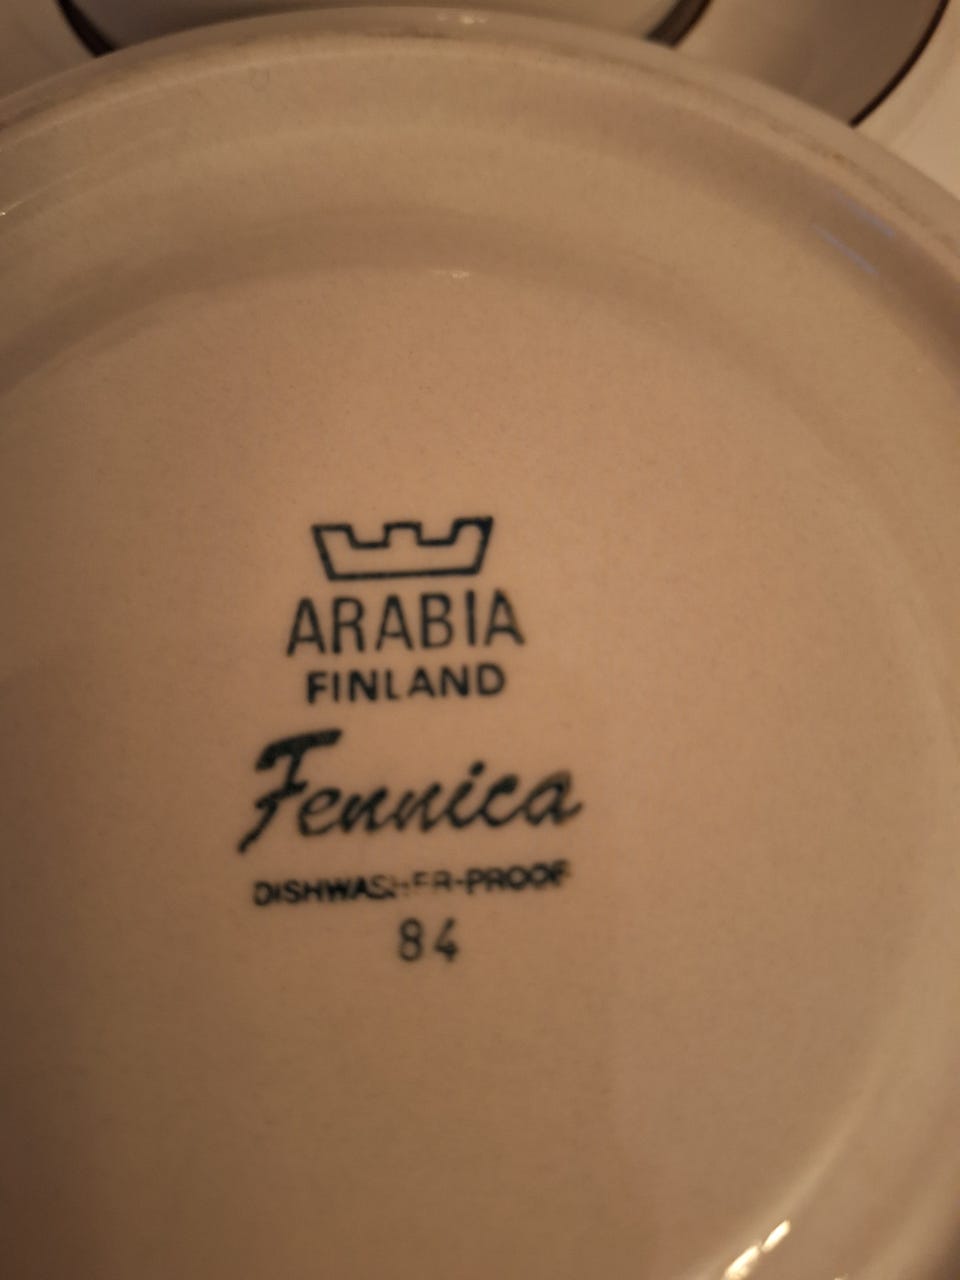 ARABIA
FINLAND
Fennica
DISHWASHER-PROOF
84